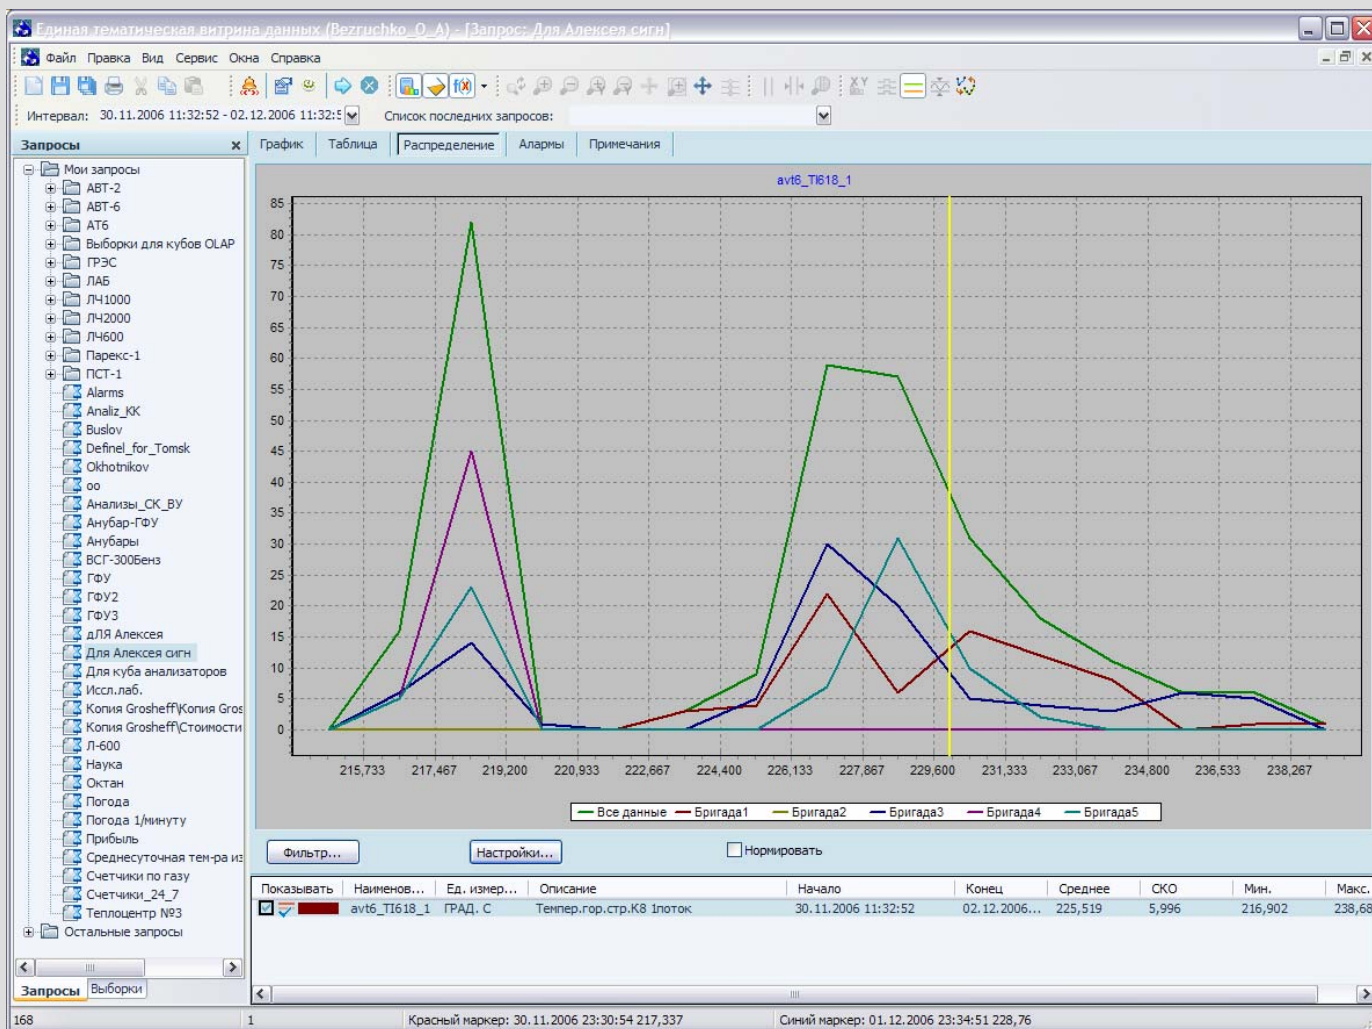 Единая тематическая витрина данных (Bezruchko_O_A) - [Запрос: Для Алексея сигн]
Файл Правка Вид Сервис Окна Справка
Интервал: 30.11.2006 11:32:52 - 02.12.2006 11:32:5 Список последних запросов:
Запросы
График Таблица Распределение Алармы Примечания
Мои запросы
АВТ-2
АВТ-6
АТ6
Выборки для кубов OLAP
ГРЭС
ЛАБ
ЛЧ1000
ЛЧ2000
ЛЧ600
Парекс-1
ПСТ-1
Alarms
Analiz_KK
Buslov
Definel_for_Tomsk
Okhotnikov
oo
Анализы_СК_ВУ
Анубар-ГФУ
Анубары
ВСГ-300Бенз
ГФУ
ГФУ2
ГФУ3
дЛЯ Алексея
Для Алексея сигн
Для куба анализаторов
Иссл.лаб.
Копия Grosheff\Копия Gros
Копия Grosheff\Стоимости
Л-600
Наука
Октан
Погода
Погода 1/минуту
Прибыль
Среднесуточная тем-ра из
Счетчики по газу
Счетчики_24_7
Теплоцентр №3
Остальные запросы
Запросы Выборки
avt6_TI618_1
85
80
75
70
65
60
55
50
45
40
35
30
25
20
15
10
5
0
215,733 217,467 219,200 220,933 222,667 224,400 226,133 227,867 229,600 231,333 233,067 234,800 236,533 238,267
Все данные Бригада1 Бригада2 Бригада3 Бригада4 Бригада5
Фильтр... Настройки... Нормировать
Показывать Наименов... Ед. измер... Описание Начало Конец Среднее СКО Мин. Макс.
avt6_TI618_1 ГРАД. С Темпер.гор.стр.К8 1поток 30.11.2006 11:32:52 02.12.2006... 225,519 5,996 216,902 238,68
168 1 Красный маркер: 30.11.2006 23:30:54 217,337 Синий маркер: 01.12.2006 23:34:51 228,76